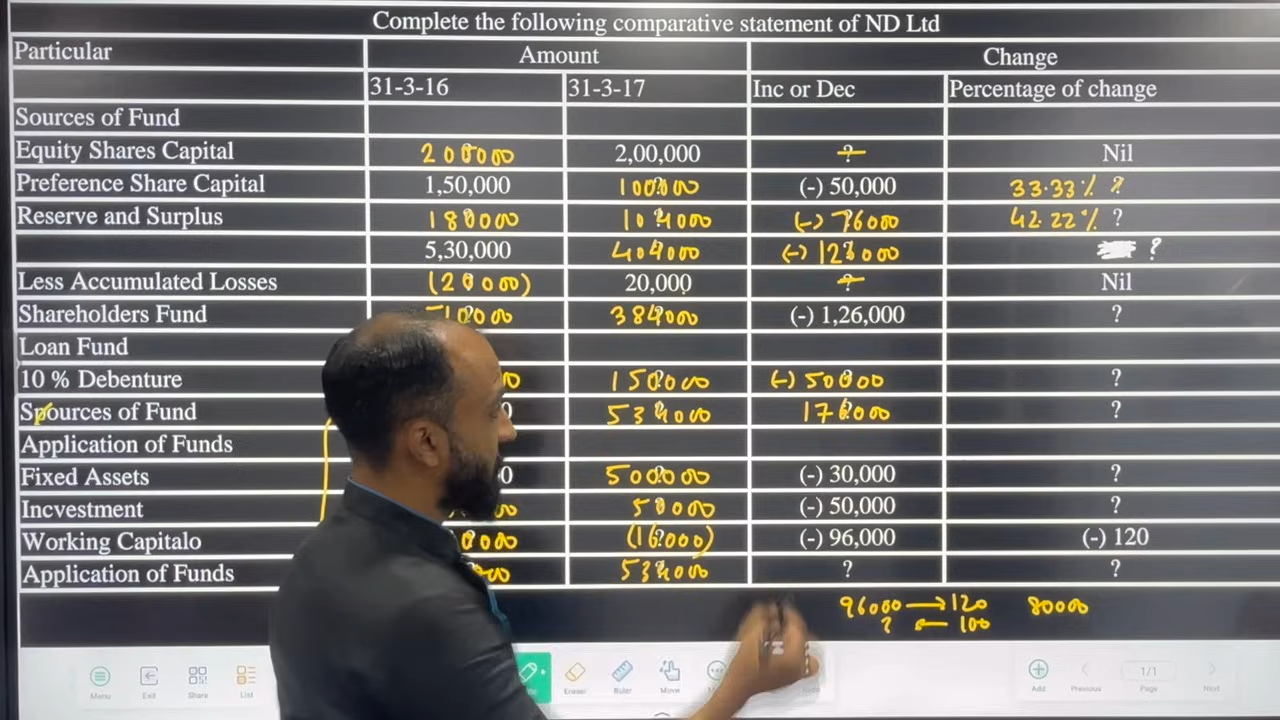 Complete the following comparative statement of ND Ltd
Particular Amount Change
31-3-16 31-3-17 Inc or Dec Percentage of change
Sources of Fund
Equity Shares Capital 200000 2,00,000 ? Nil
Preference Share Capital 1,50,000 100000 (-) 50,000 33.33% ?
Reserve and Surplus 180000 104000 (-) 76000 42.22% ?
5,30,000 404000 (-) 126000 ?
Less Accumulated Losses (20000) 20,000 ? Nil
Shareholders Fund 510000 384000 (-) 1,26,000 ?
Loan Fund
10 % Debenture 150000 (-) 50000 ?
Spources of Fund 534000 176000 ?
Application of Funds
Fixed Assets 500000 (-) 30,000 ?
Incvestment 50000 (-) 50,000 ?
Working Capitalo (16000) (-) 96,000 (-) 120
Application of Funds 534000 ? ?
96000 → 120 80000
? ← 100
Menu Exit Share List Eraser Ruler Move Add Previous 1/1 Page Next